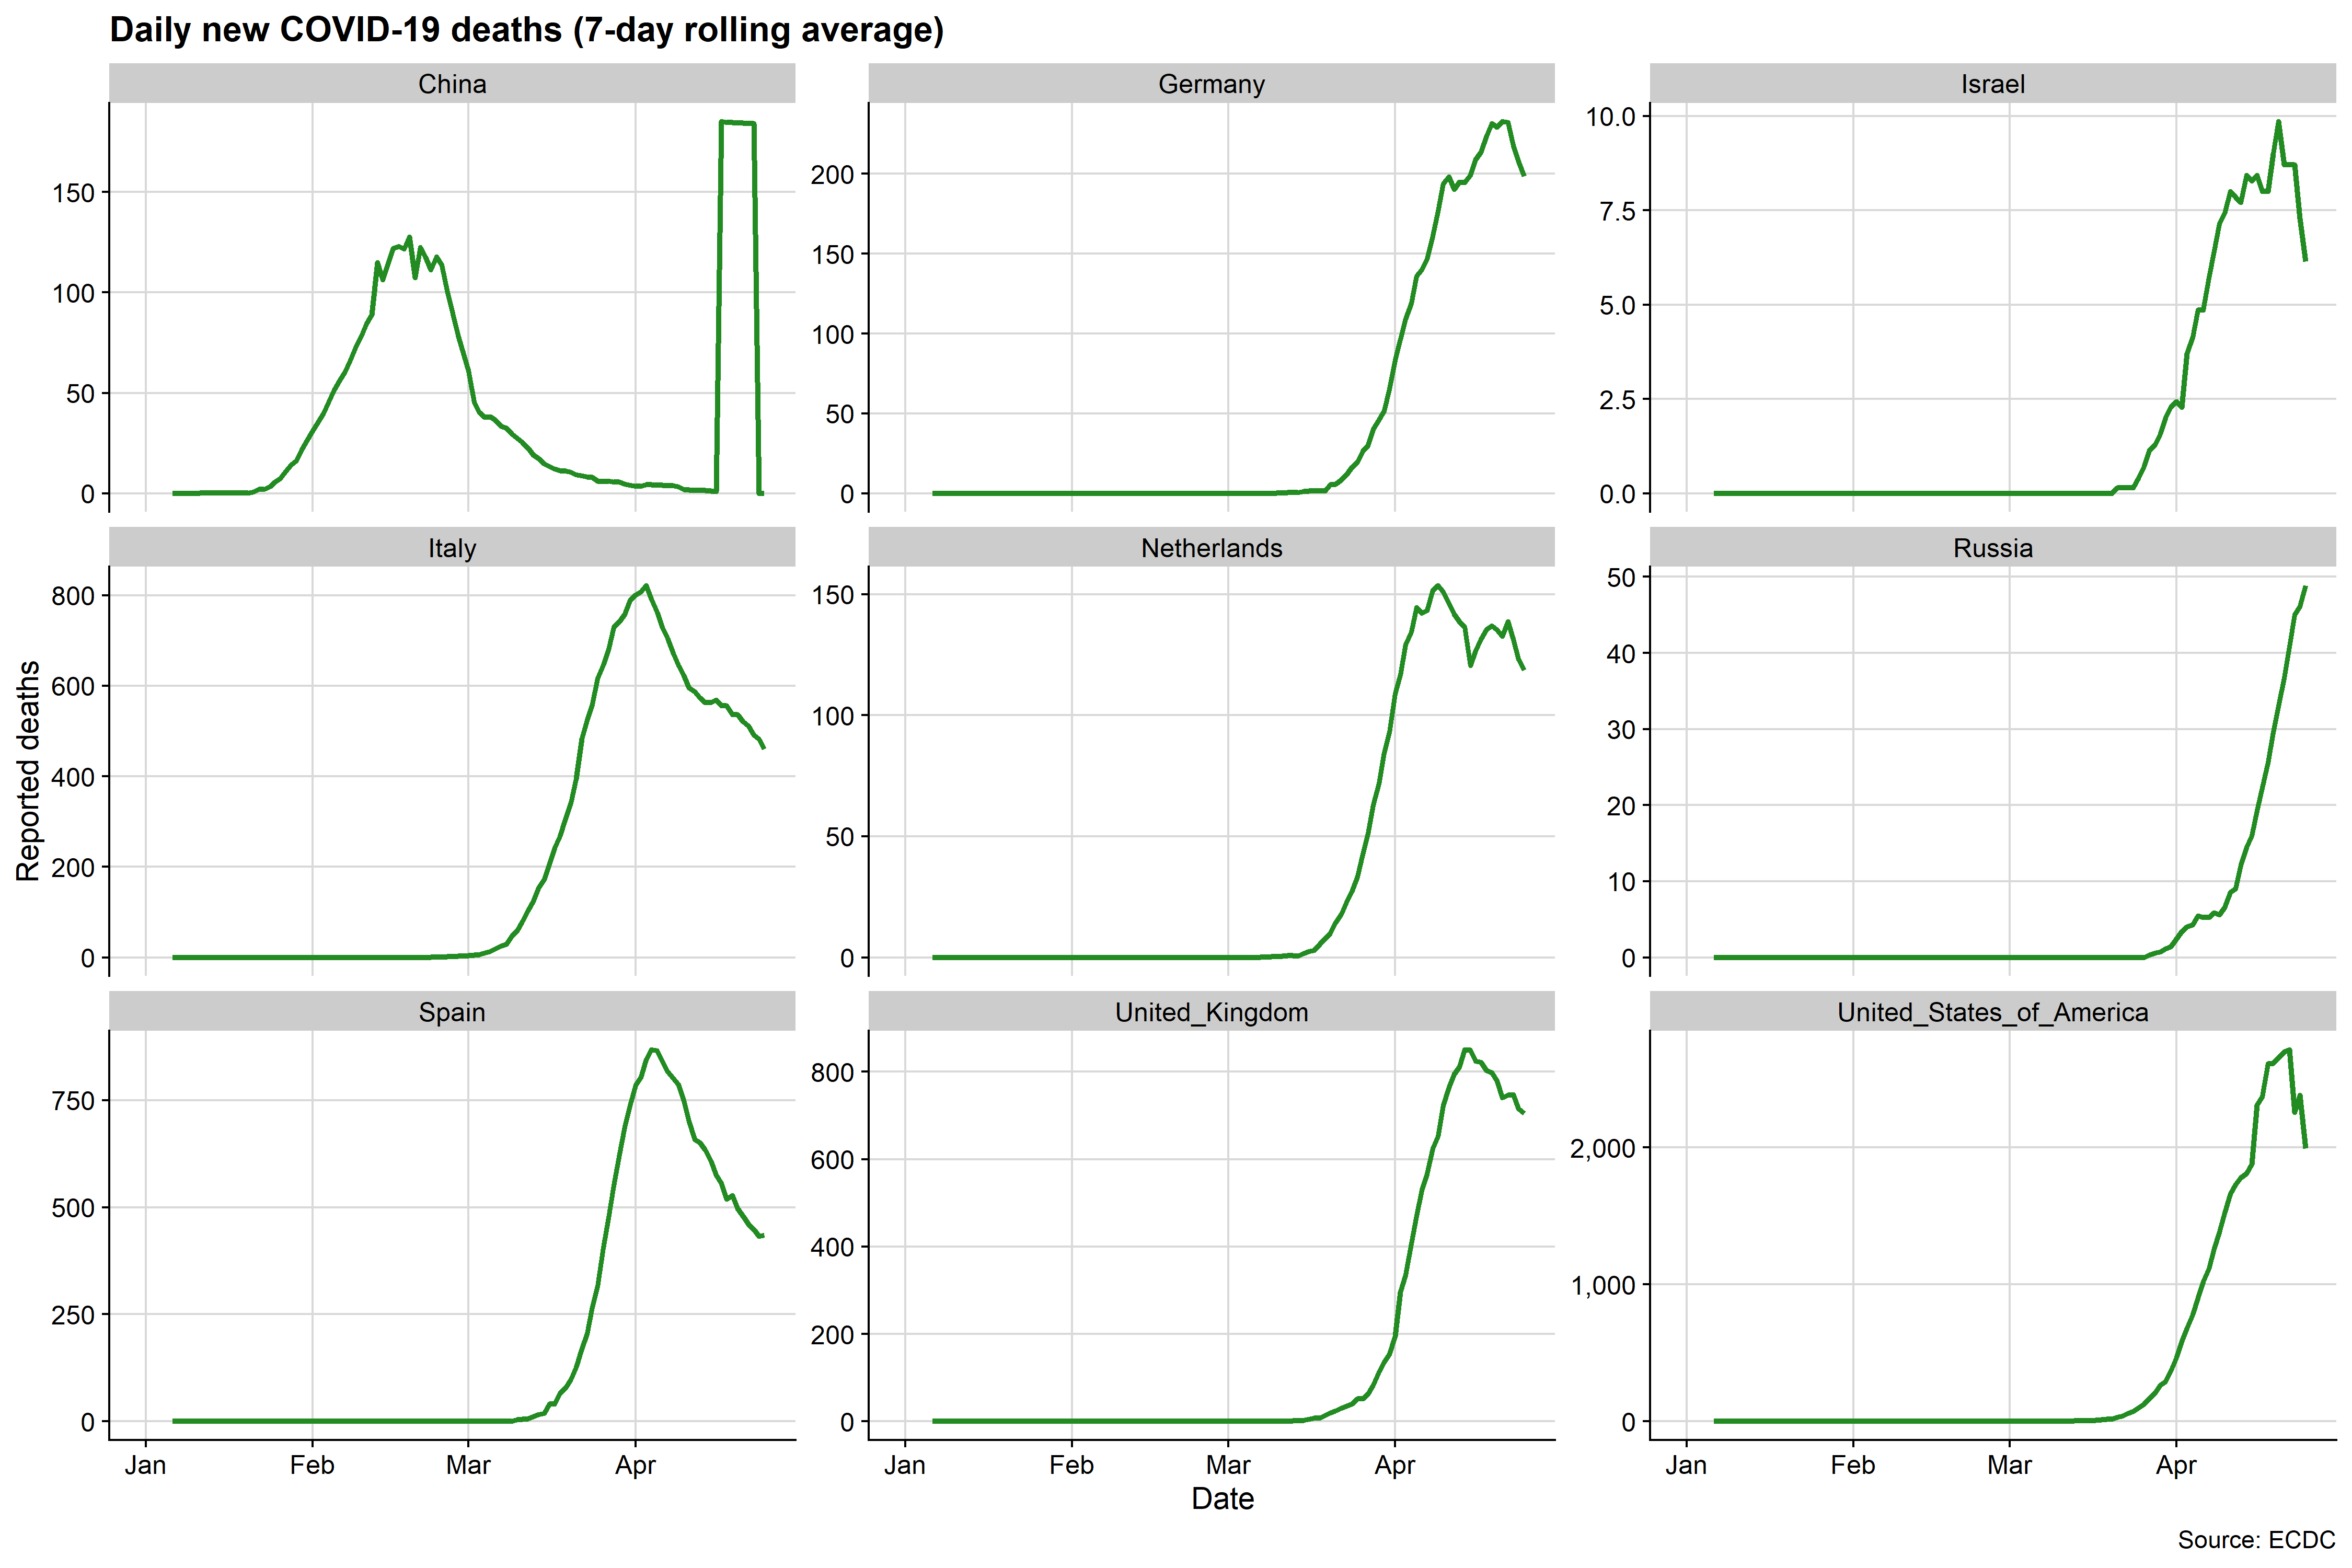 Daily new COVID-19 deaths (7-day rolling average)
China
Germany
Israel
150
100
50
0
200
150
100
50
0
10.0
7.5
5.0
2.5
0.0
Italy
Netherlands
Russia
800
600
400
200
0
150
100
50
0
50
40
30
20
10
0
Reported deaths
Spain
United_Kingdom
United_States_of_America
750
500
250
0
800
600
400
200
0
2,000
1,000
0
Jan Feb Mar Apr
Jan Feb Mar Apr
Jan Feb Mar Apr
Date
Source: ECDC